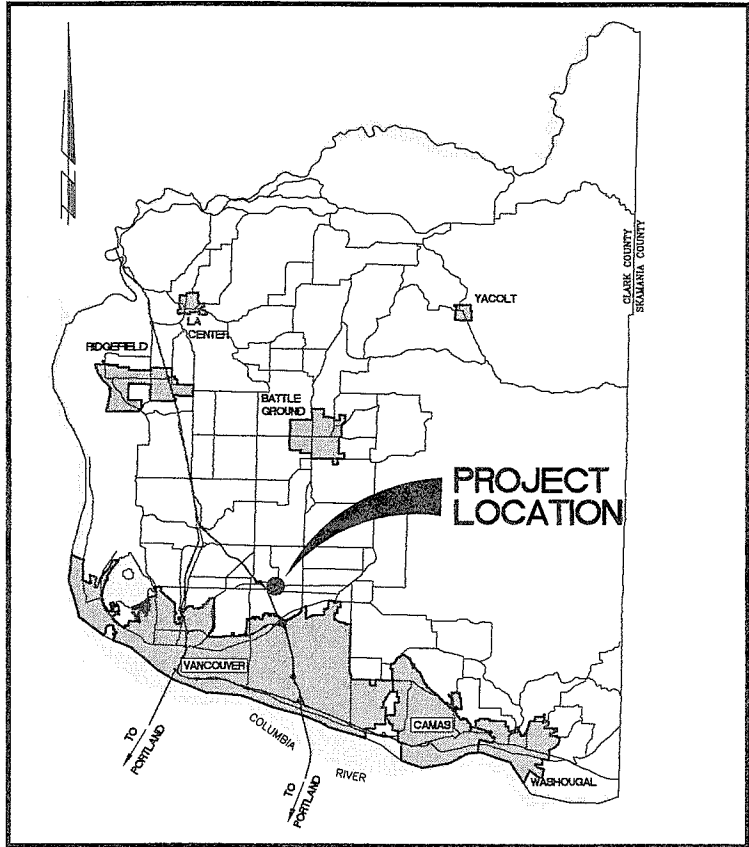 CLARK COUNTY
SKAMANIA COUNTY
YACOLT
LA
CENTER
RIDGEFIELD
BATTLE
GROUND
PROJECT
LOCATION
VANCOUVER
CAMAS
WASHOUGAL
COLUMBIA
RIVER
TO
PORTLAND
TO
PORTLAND